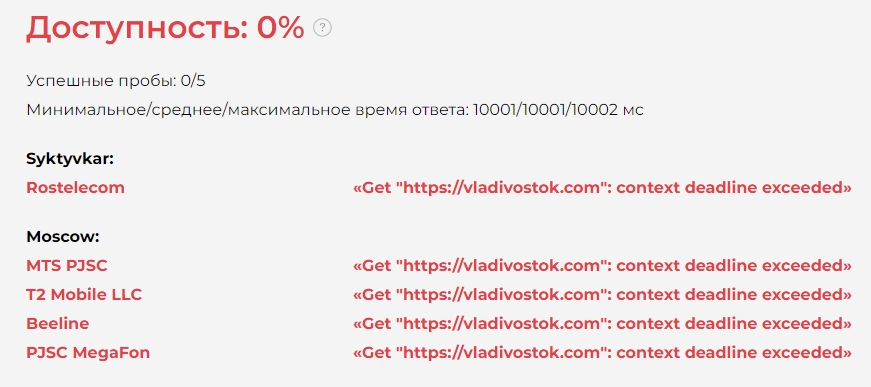 Доступность: 0% ?
Успешные пробы: 0/5
Минимальное/среднее/максимальное время ответа: 10001/10001/10002 мс
Syktyvkar:
Rostelecom «Get "https://vladivostok.com": context deadline exceeded»
Moscow:
MTS PJSC «Get "https://vladivostok.com": context deadline exceeded»
T2 Mobile LLC «Get "https://vladivostok.com": context deadline exceeded»
Beeline «Get "https://vladivostok.com": context deadline exceeded»
PJSC MegaFon «Get "https://vladivostok.com": context deadline exceeded»